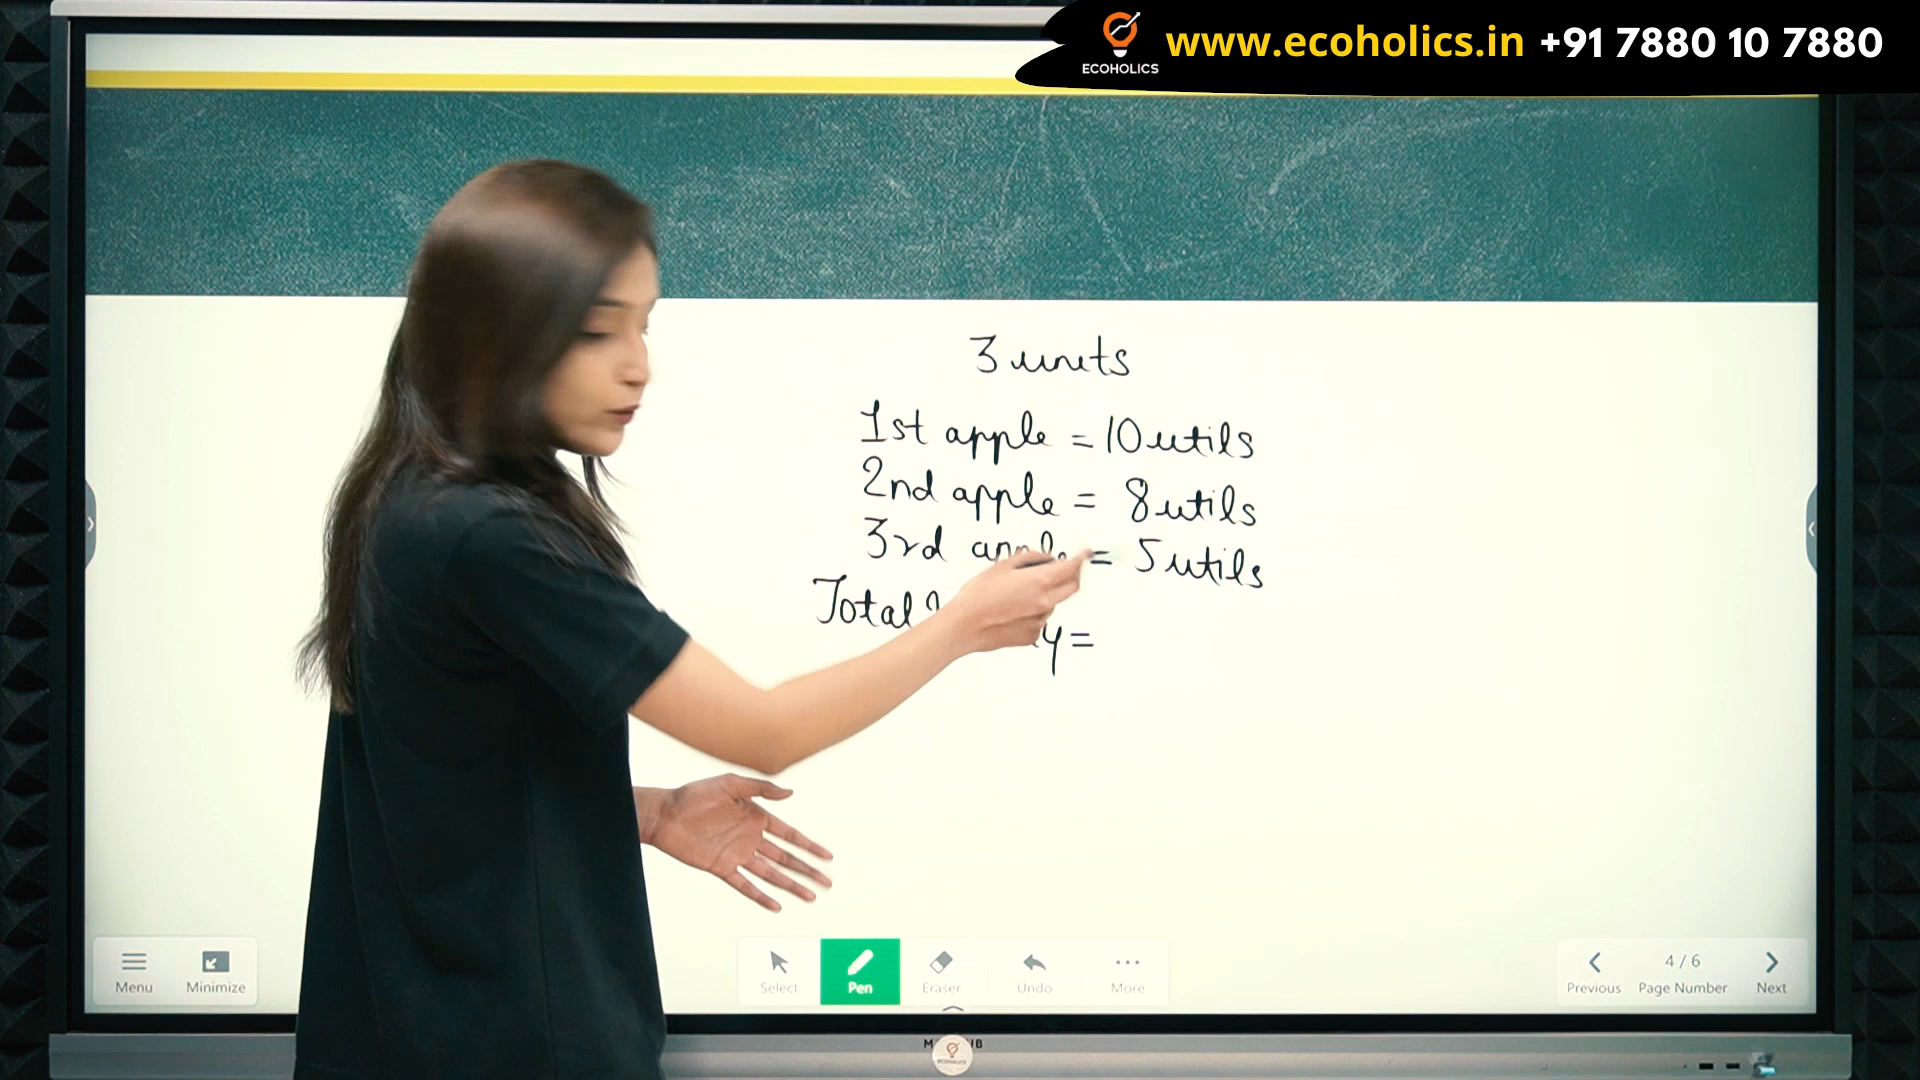 ECOHOLICS
www.ecoholics.in +91 7880 10 7880
3 units
1st apple = 10 utils
2nd apple = 8 utils
3rd apple = 5 utils
Total
=
Menu
Minimize
Select
Pen
Eraser
Undo
More
Previous
4 / 6
Page Number
Next